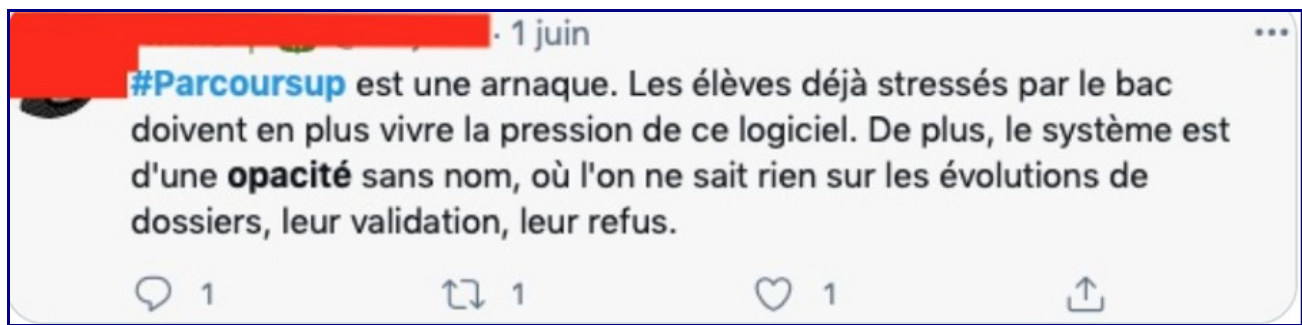 · 1 juin
#Parcoursup est une arnaque. Les élèves déjà stressés par le bac
doivent en plus vivre la pression de ce logiciel. De plus, le système est
d'une opacité sans nom, où l'on ne sait rien sur les évolutions de
dossiers, leur validation, leur refus.
1 1 1